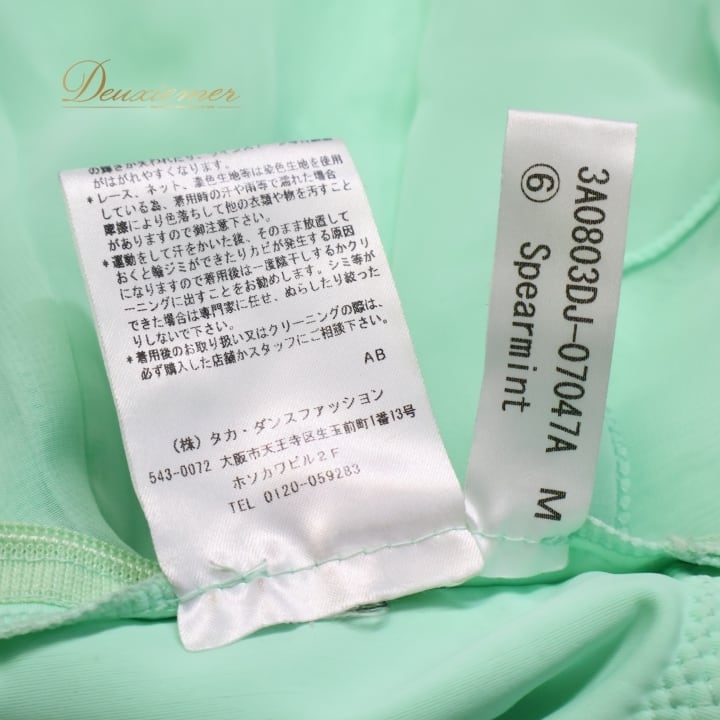 Deuxiemer
の輝きが失われたり、
がはがれやすくなります。
*レース、ネット、濃色生地等は染色生地を使用
している為、着用時の汗や雨等で濡れた場合
摩擦により色落ちして他の衣類や物を汚すこと
がありますので御注意下さい。
*運動をして汗をかいた後、そのまま放置して
おくと輪ジミができたりカビが発生する原因
になりますので着用後は一度陰干しするかクリ
ーニングに出すことをお勧めします。シミ等が
できた場合は専門家に任せ、ぬらしたり絞った
りしないで下さい。
*着用後のお取り扱い又はクリーニングの際は、
必ず購入した店舗かスタッフにご相談下さい。
AB
(株)タカ・ダンスファッション
543-0072 大阪市天王寺区生玉前町1番13号
ホソカワビル2F
TEL 0120-059283
3A0803DJ-07047A M
⑥ Spearmint